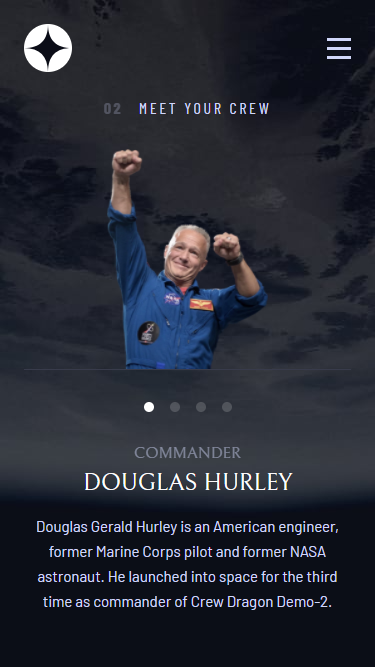 02 MEET YOUR CREW
COMMANDER
DOUGLAS HURLEY
Douglas Gerald Hurley is an American engineer,
former Marine Corps pilot and former NASA
astronaut. He launched into space for the third
time as commander of Crew Dragon Demo-2.